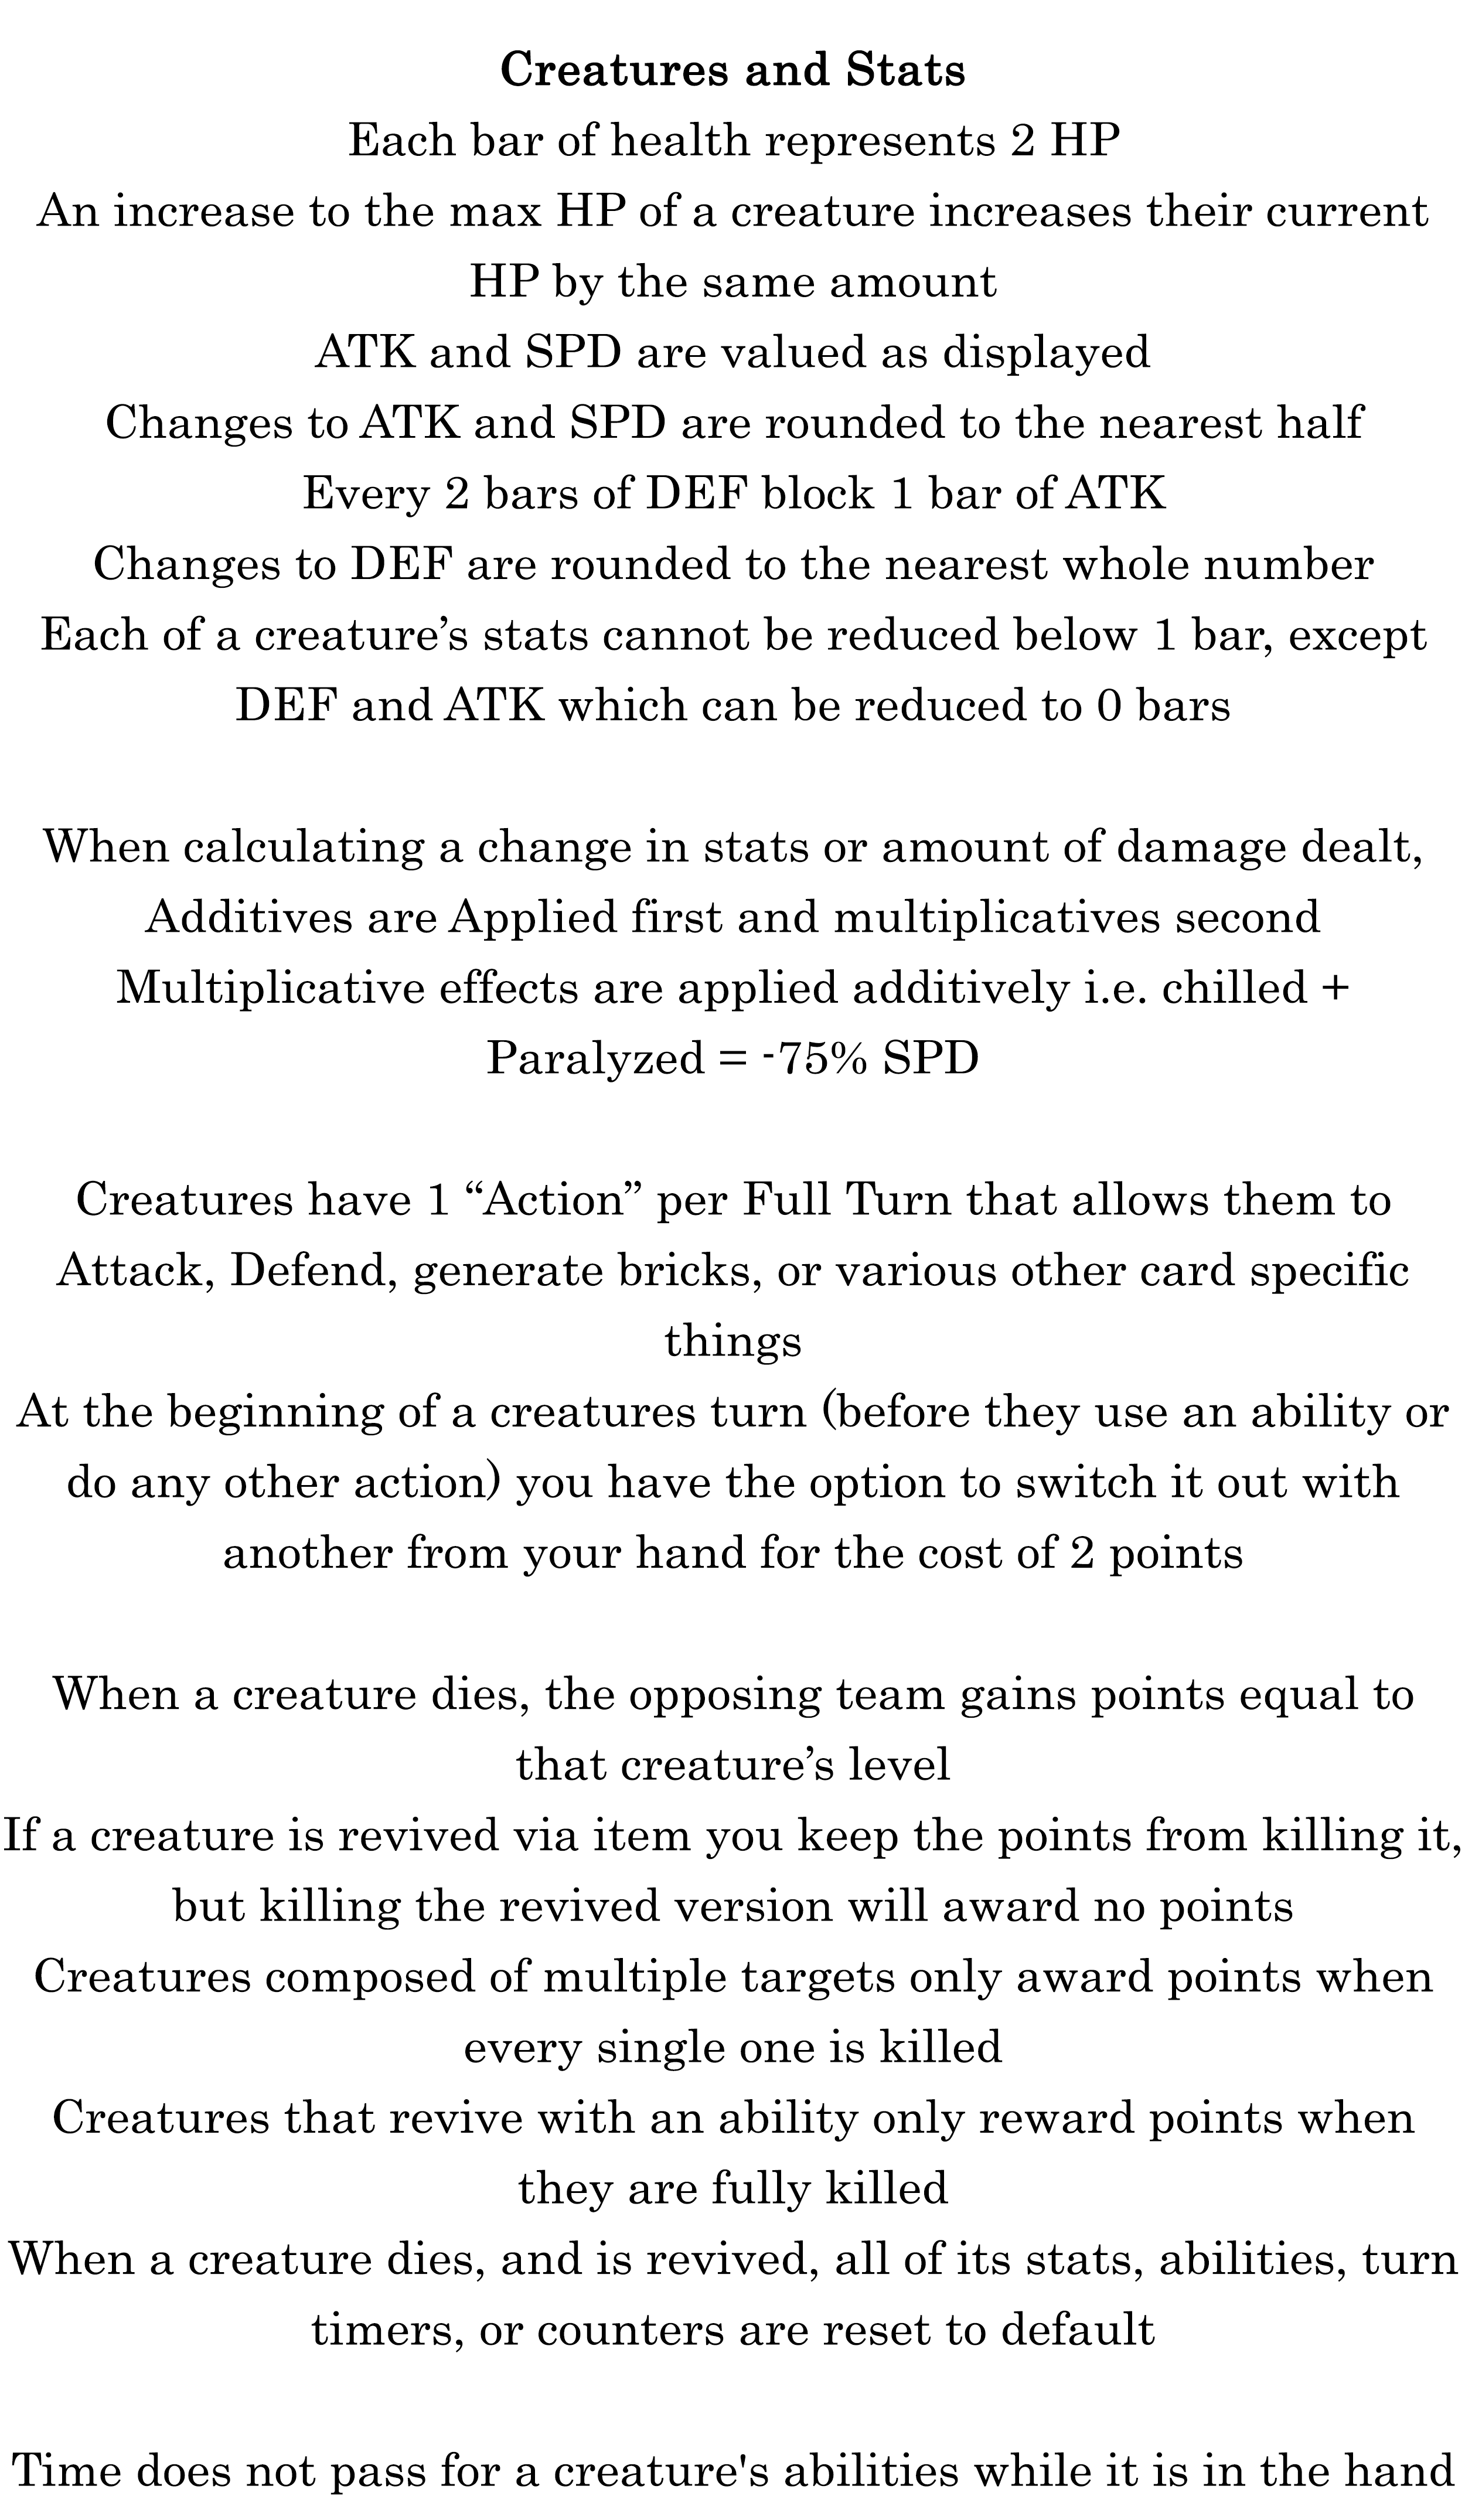 Creatures and Stats
Each bar of health represents 2 HP
An increase to the max HP of a creature increases their current
HP by the same amount
ATK and SPD are valued as displayed
Changes to ATK and SPD are rounded to the nearest half
Every 2 bars of DEF block 1 bar of ATK
Changes to DEF are rounded to the nearest whole number
Each of a creature’s stats cannot be reduced below 1 bar, except
DEF and ATK which can be reduced to 0 bars
When calculating a change in stats or amount of damage dealt,
Additives are Applied first and multiplicatives second
Multiplicative effects are applied additively i.e. chilled +
Paralyzed = -75% SPD
Creatures have 1 “Action” per Full Turn that allows them to
Attack, Defend, generate bricks, or various other card specific
things
At the beginning of a creatures turn (before they use an ability or
do any other action) you have the option to switch it out with
another from your hand for the cost of 2 points
When a creature dies, the opposing team gains points equal to
that creature’s level
If a creature is revived via item you keep the points from killing it,
but killing the revived version will award no points
Creatures composed of multiple targets only award points when
every single one is killed
Creatures that revive with an ability only reward points when
they are fully killed
When a creature dies, and is revived, all of its stats, abilities, turn
timers, or counters are reset to default
Time does not pass for a creature's abilities while it is in the hand